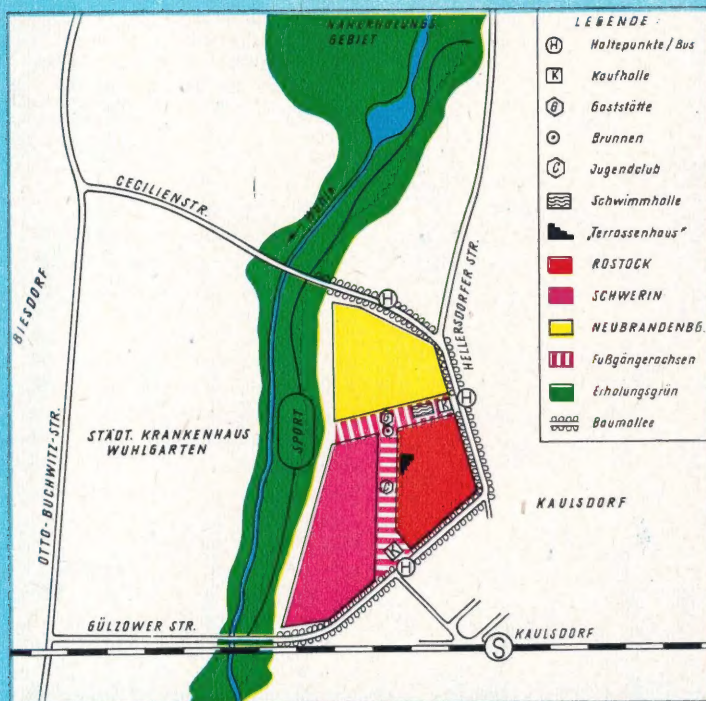 NAHERHOLUNGS
GEBIET
CECILIENSTR.
Wuhle
BIESDORF
HELLERSDORFER STR.
H
H
G
K
SPORT
STÄDT. KRANKENHAUS
WUHLGARTEN
OTTO-BUCHWITZ-STR.
C
KAULSDORF
K
H
GÜLZOWER STR.
KAULSDORF
S
LEGENDE:
H Haltepunkte/Bus
K Kaufhalle
G Gaststätte
Brunnen
C Jugendclub
Schwimmhalle
„Terrassenhaus"
ROSTOCK
SCHWERIN
NEUBRANDENBG.
Fußgängerachsen
Erholungsgrün
Baumallee